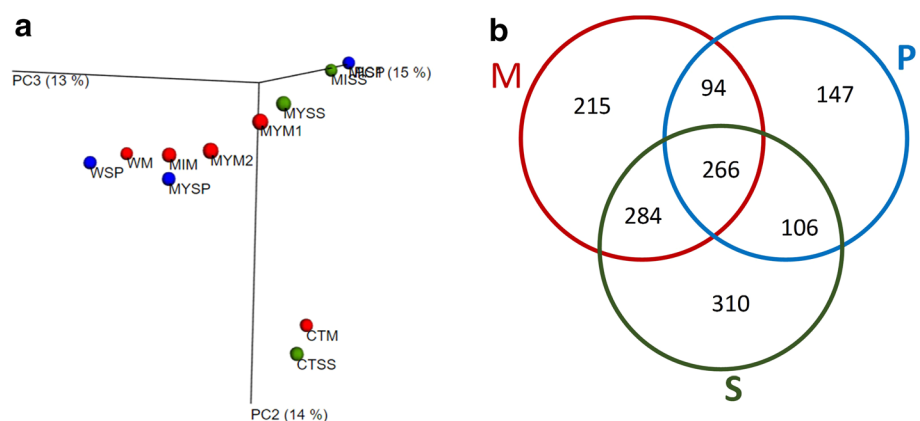 a
PC3 (13 %)
(15 %)
MISS
MYSS
MYM1
WSP
WM
MIM
MYM2
MYSP
CTM
CTSS
PC2 (14 %)
b
M
P
215
94
147
266
284
106
310
S